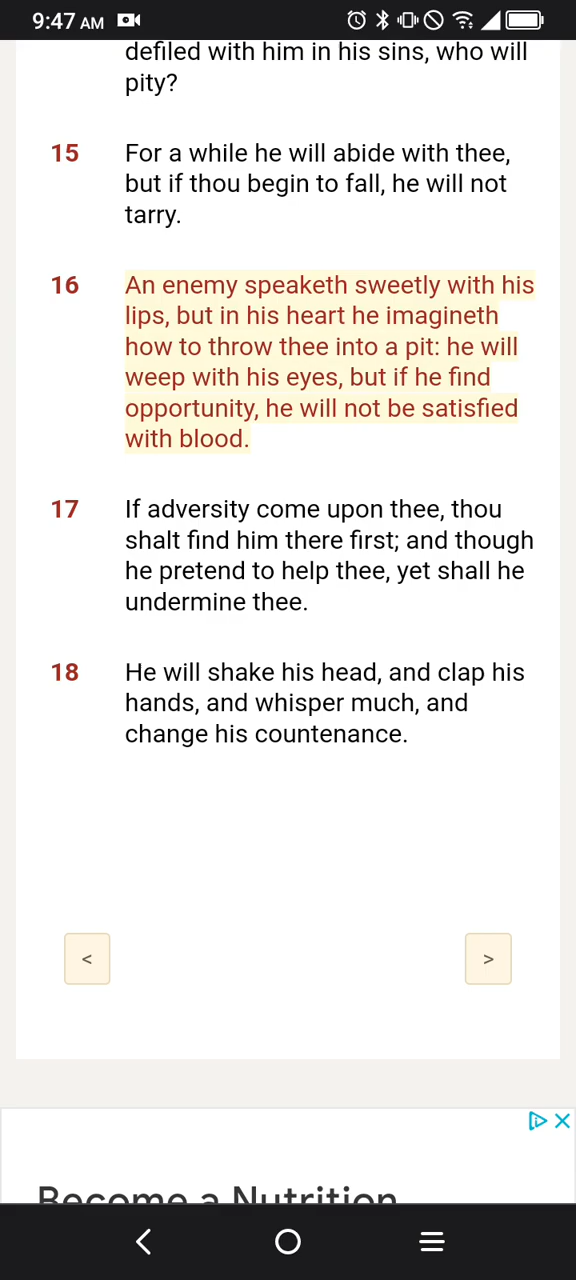 9:47 AM
defiled with him in his sins, who will
pity?
15 For a while he will abide with thee,
but if thou begin to fall, he will not
tarry.
16 An enemy speaketh sweetly with his
lips, but in his heart he imagineth
how to throw thee into a pit: he will
weep with his eyes, but if he find
opportunity, he will not be satisfied
with blood.
17 If adversity come upon thee, thou
shalt find him there first; and though
he pretend to help thee, yet shall he
undermine thee.
18 He will shake his head, and clap his
hands, and whisper much, and
change his countenance.
< >
Become a Nutrition